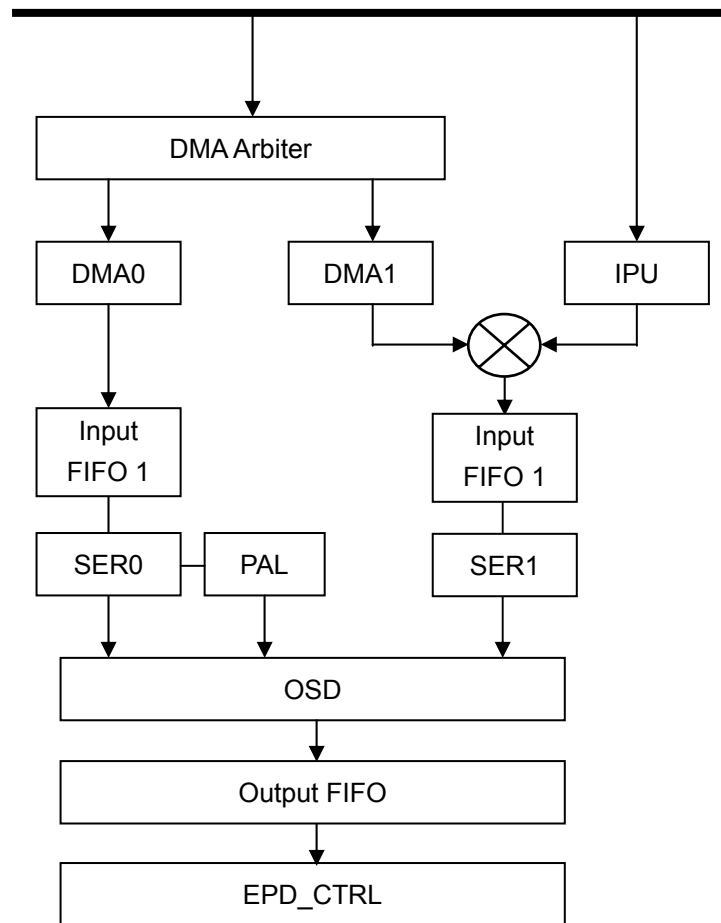 DMA Arbiter
DMA0
DMA1
IPU
Input
FIFO 1
Input
FIFO 1
SER0
PAL
SER1
OSD
Output FIFO
EPD_CTRL